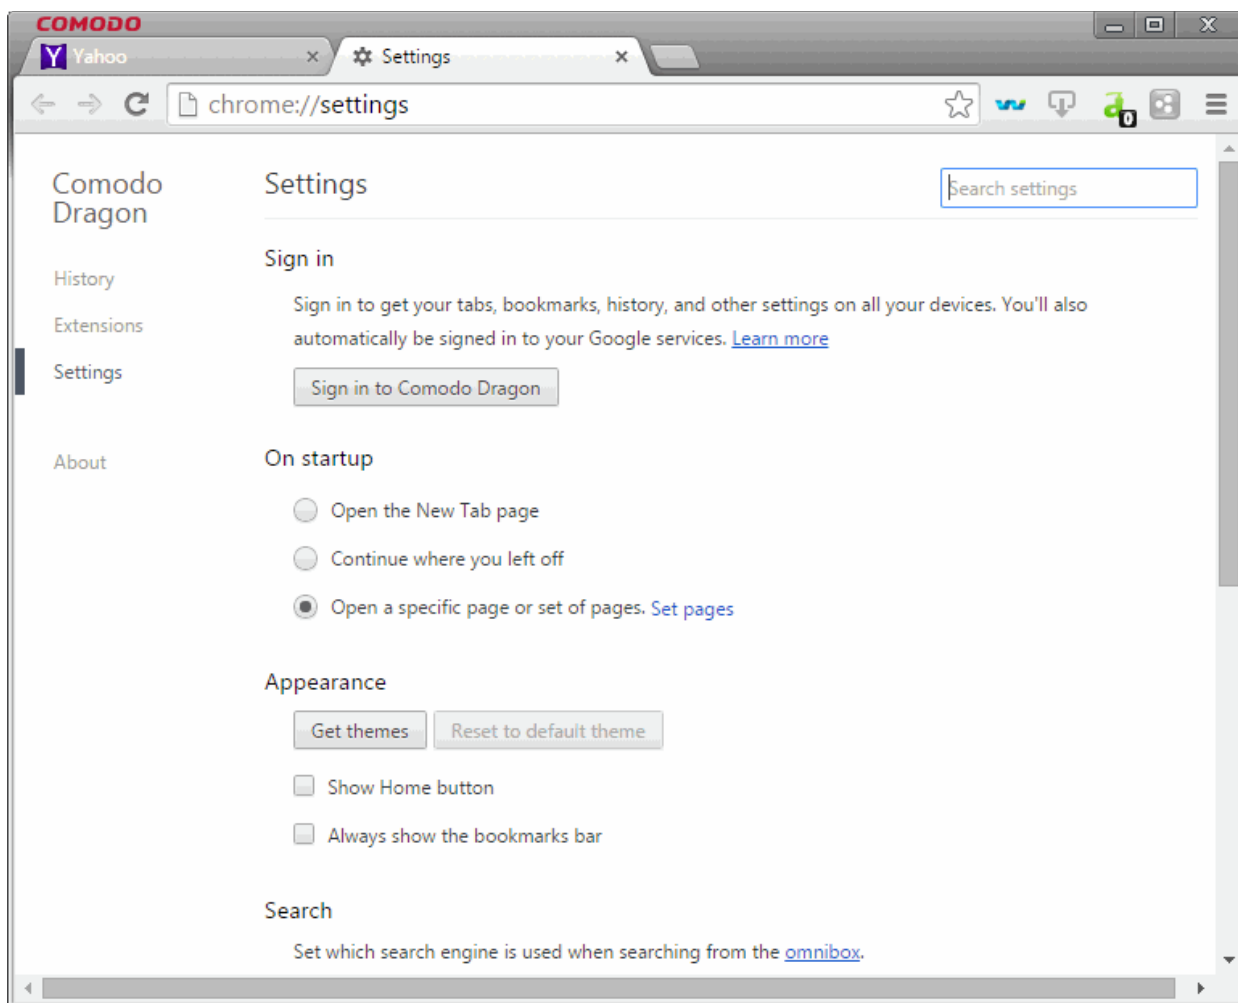 COMODO
Y Yahoo
Settings
chrome://settings
0
Comodo
Dragon
Settings
Search settings
History
Extensions
Settings
About
Sign in
Sign in to get your tabs, bookmarks, history, and other settings on all your devices. You'll also
automatically be signed in to your Google services. Learn more
Sign in to Comodo Dragon
On startup
Open the New Tab page
Continue where you left off
Open a specific page or set of pages. Set pages
Appearance
Get themes Reset to default theme
Show Home button
Always show the bookmarks bar
Search
Set which search engine is used when searching from the omnibox.